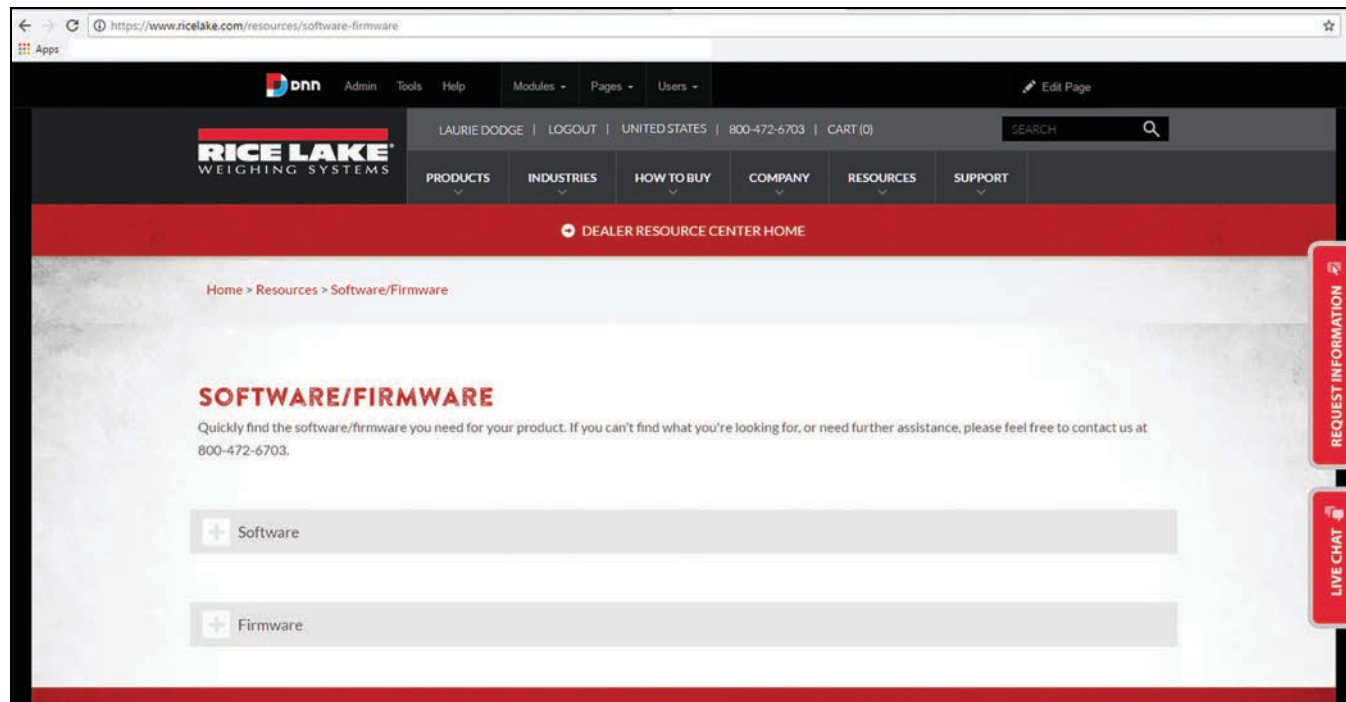 https://www.ricelake.com/resources/software-firmware
Apps
DNN Admin Tools Help Modules Pages Users Edit Page
LAURIE DODGE | LOGOUT | UNITED STATES | 800-472-6703 | CART (0) SEARCH
RICE LAKE
WEIGHING SYSTEMS
PRODUCTS INDUSTRIES HOW TO BUY COMPANY RESOURCES SUPPORT
DEALER RESOURCE CENTER HOME
Home > Resources > Software/Firmware
SOFTWARE/FIRMWARE
Quickly find the software/firmware you need for your product. If you can't find what you're looking for, or need further assistance, please feel free to contact us at
800-472-6703.
Software
Firmware
REQUEST INFORMATION
LIVE CHAT